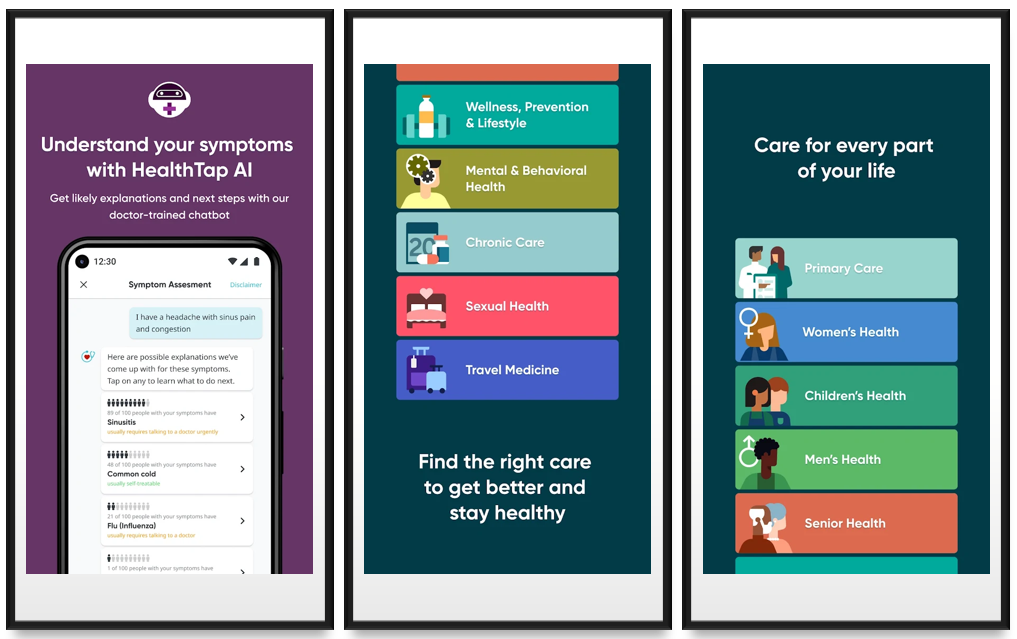 Understand your symptoms
with HealthTap AI
Get likely explanations and next steps with our
doctor-trained chatbot
12:30
Symptom Assesment
Disclaimer
I have a headache with sinus pain
and congestion
Here are possible explanations we've
come up with for these symptoms.
Tap on any to learn what to do next.
89 of 100 people with your symptoms have
Sinusitis
usually requires talking to a doctor urgently
48 of 100 people with your symptoms have
Common cold
usually self-treatable
21 of 100 people with your symptoms have
Flu (Influenza)
usually requires talking to a doctor
1 of 100 people with your symptoms have
Wellness, Prevention
& Lifestyle
Mental & Behavioral
Health
20
Chronic Care
Sexual Health
Travel Medicine
Find the right care
to get better and
stay healthy
Care for every part
of your life
Primary Care
Women's Health
Children's Health
Men's Health
Senior Health